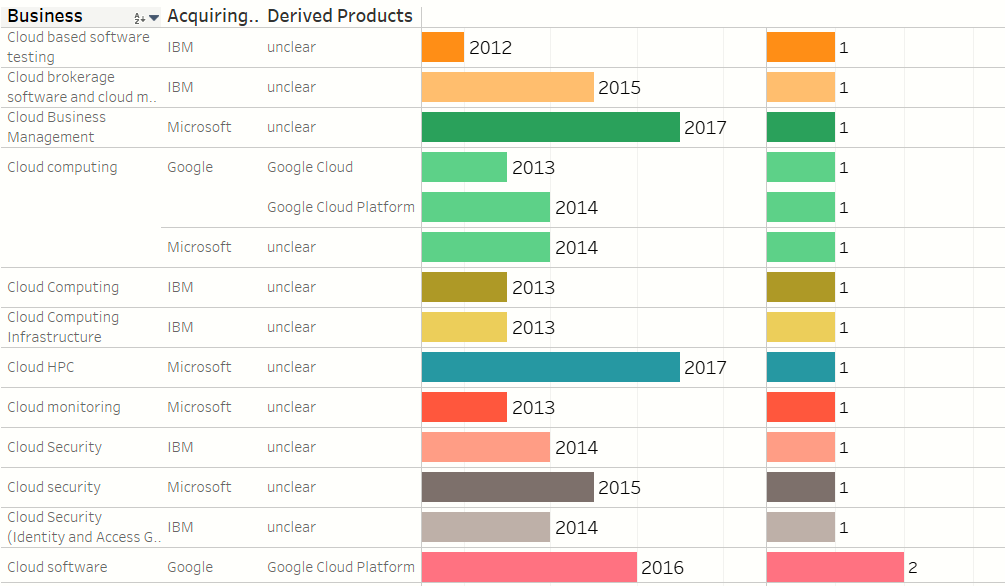 Business Acquiring.. Derived Products
Cloud based software
testing IBM unclear 2012 1
Cloud brokerage
software and cloud m.. IBM unclear 2015 1
Cloud Business
Management Microsoft unclear 2017 1
Cloud computing Google Google Cloud 2013 1
Google Cloud Platform 2014 1
Microsoft unclear 2014 1
Cloud Computing IBM unclear 2013 1
Cloud Computing
Infrastructure IBM unclear 2013 1
Cloud HPC Microsoft unclear 2017 1
Cloud monitoring Microsoft unclear 2013 1
Cloud Security IBM unclear 2014 1
Cloud security Microsoft unclear 2015 1
Cloud Security
(Identity and Access G.. IBM unclear 2014 1
Cloud software Google Google Cloud Platform 2016 2